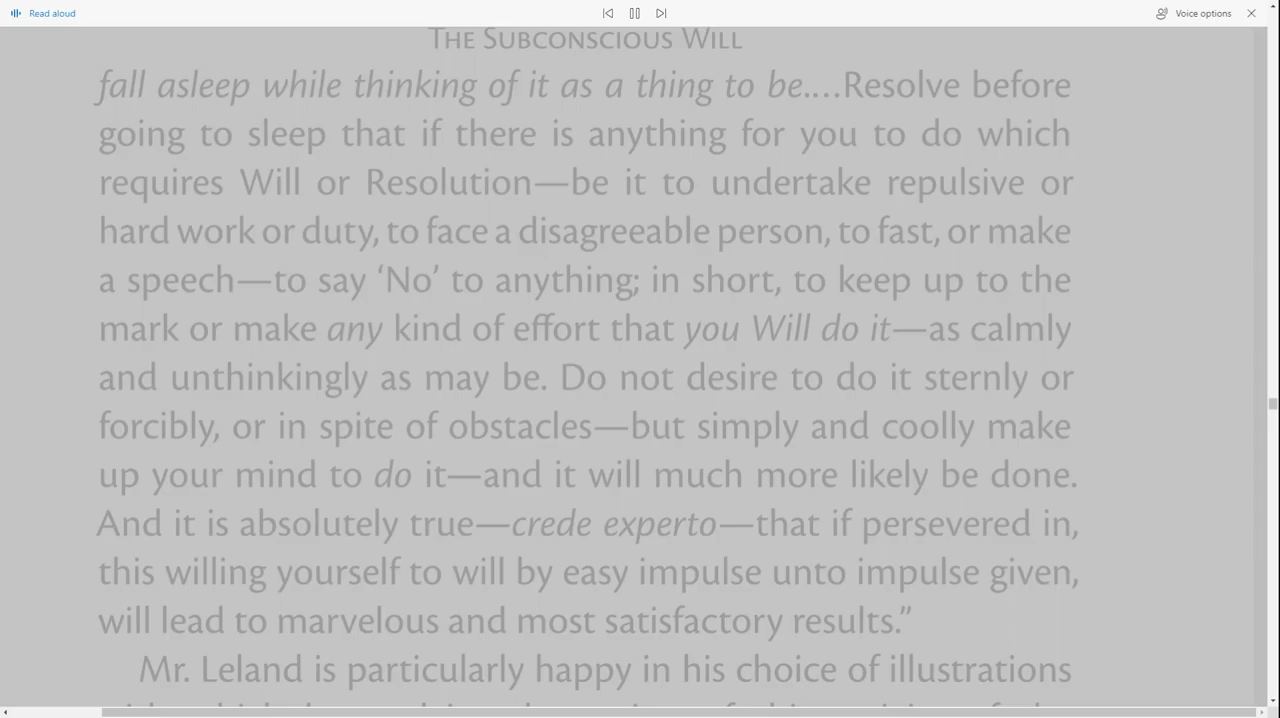 Read aloud
Voice options
THE SUBCONSCIOUS WILL
fall asleep while thinking of it as a thing to be....Resolve before
going to sleep that if there is anything for you to do which
requires Will or Resolution—be it to undertake repulsive or
hard work or duty, to face a disagreeable person, to fast, or make
a speech—to say ‘No’ to anything; in short, to keep up to the
mark or make any kind of effort that you Will do it—as calmly
and unthinkingly as may be. Do not desire to do it sternly or
forcibly, or in spite of obstacles—but simply and coolly make
up your mind to do it—and it will much more likely be done.
And it is absolutely true—crede experto—that if persevered in,
this willing yourself to will by easy impulse unto impulse given,
will lead to marvelous and most satisfactory results.”
Mr. Leland is particularly happy in his choice of illustrations